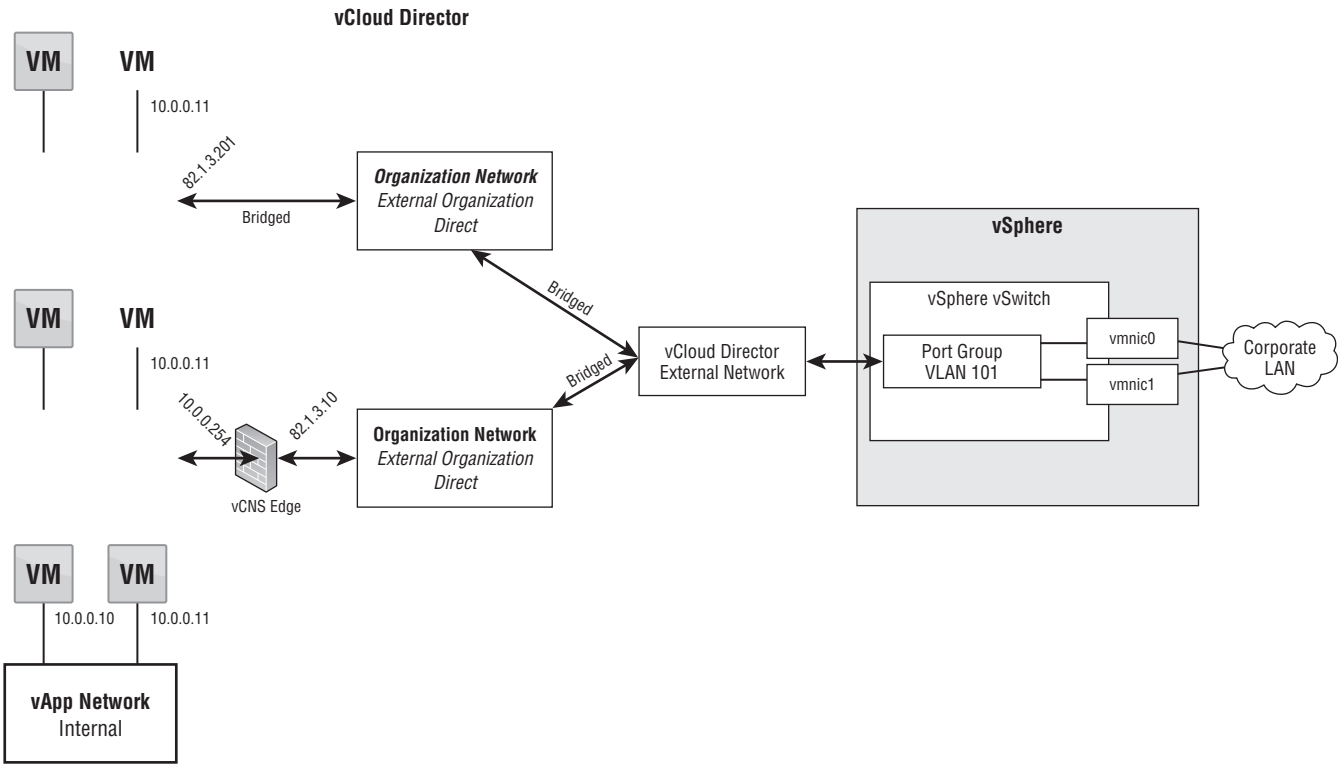 vCloud Director
VM
VM
10.0.0.11
82.1.3.201
Bridged
Organization Network
External Organization
Direct
Bridged
VM
VM
10.0.0.11
10.0.0.254
82.1.3.10
vCNS Edge
Organization Network
External Organization
Direct
Bridged
vCloud Director
External Network
vSphere
vSphere vSwitch
Port Group
VLAN 101
vmnic0
vmnic1
Corporate
LAN
VM
VM
10.0.0.10
10.0.0.11
vApp Network
Internal